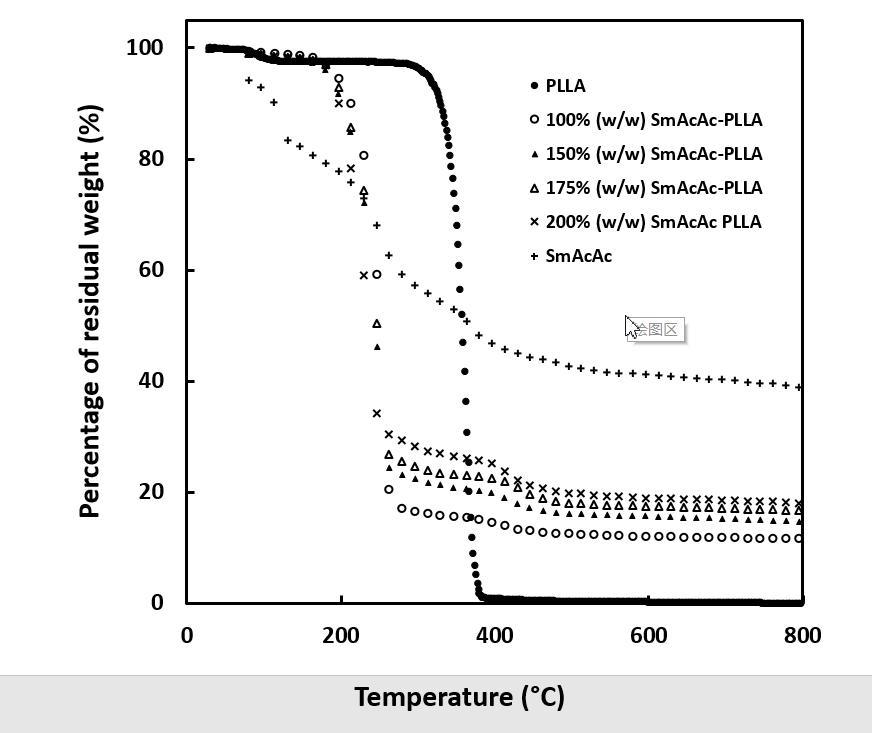 Percentage of residual weight (%)
100
80
60
40
20
0
PLLA
100% (w/w) SmAcAc-PLLA
150% (w/w) SmAcAc-PLLA
175% (w/w) SmAcAc-PLLA
200% (w/w) SmAcAc PLLA
SmAcAc
绘图区
0 200 400 600 800
Temperature (°C)